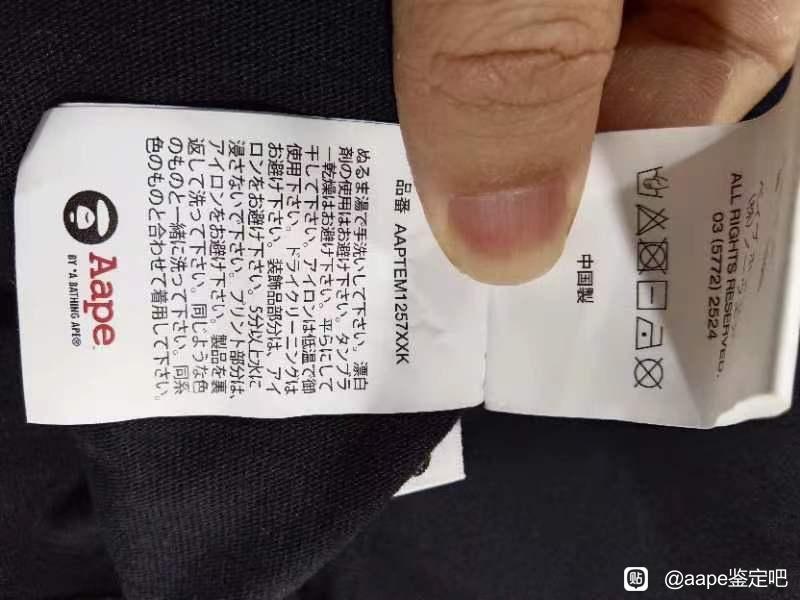 Aape
BY *A BATHING APE®
品番 AAPTEM1257XXK
ぬるま湯で手洗いして下さい。漂白
剤の使用はお避け下さい。タンブラ
ー乾燥はお避け下さい。平らにして
干して下さい。アイロンは低温で御
使用下さい。ドライクリーニングは
お避け下さい。装飾品部分は、アイ
ロンをお避け下さい。5分以上水に
浸さないで下さい。プリント部分は、
アイロンをお避け下さい。製品を裏
返して洗って下さい。同じような色
のものと一緒に洗って下さい。同系
色のものと合わせて着用して下さい。
中国製
ALL RIGHTS RESERVED.
03 (5772) 2524
貼 @aape鉴定吧